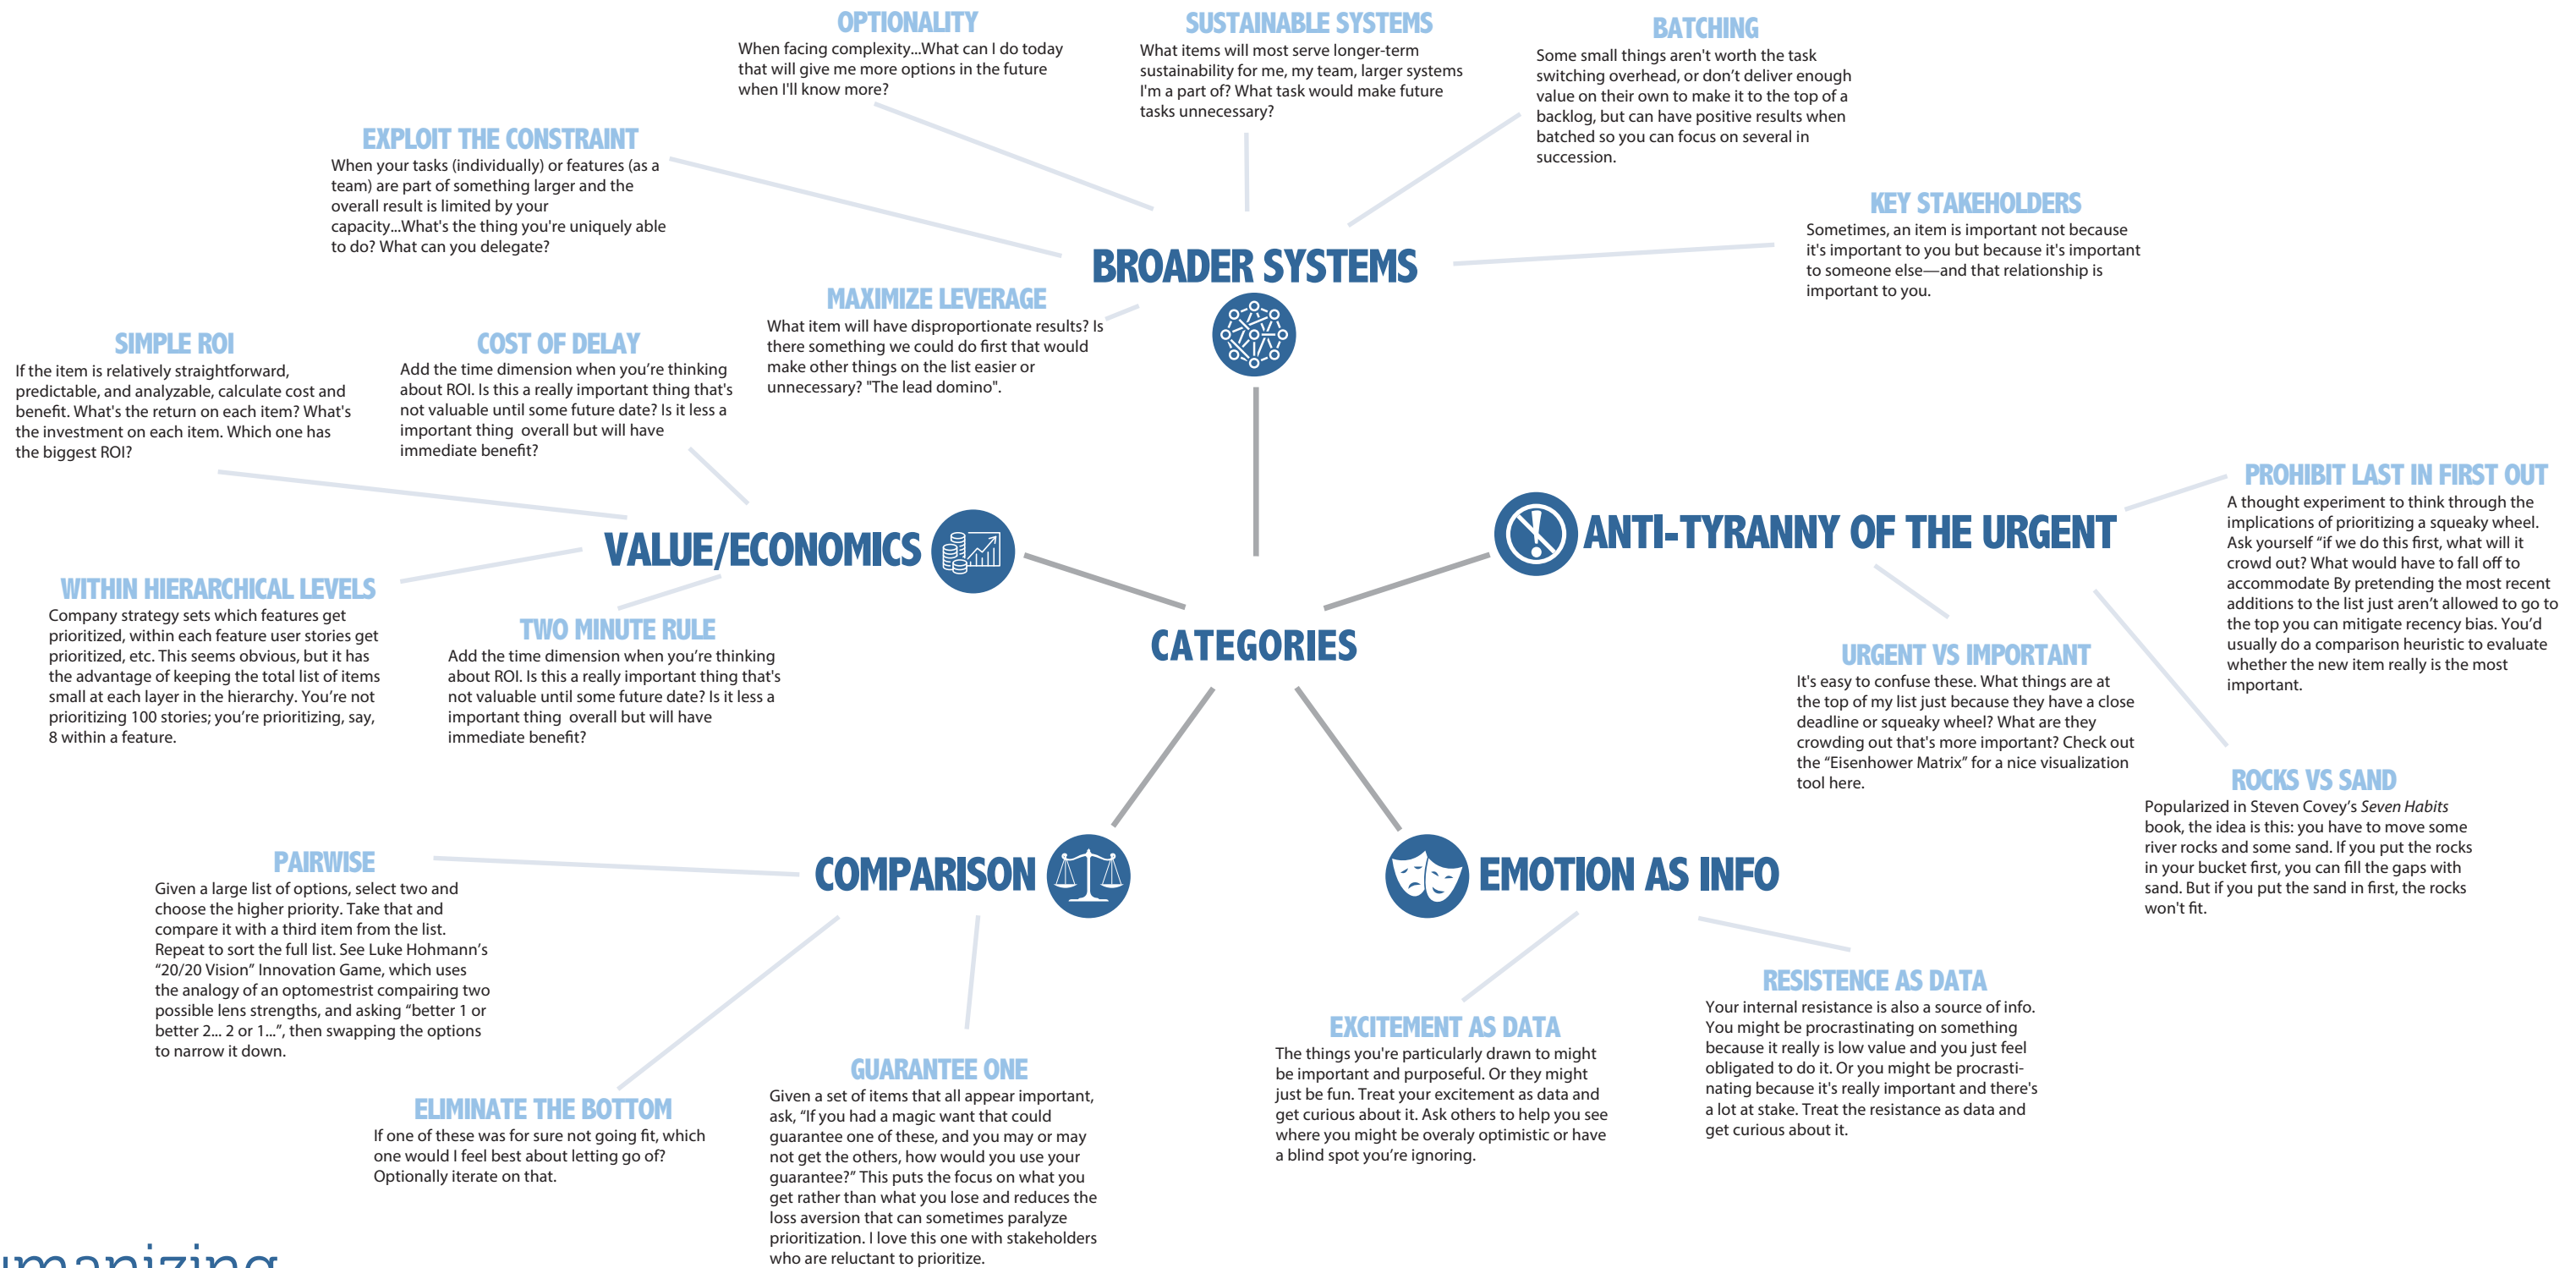 OPTIONALITY
When facing complexity...What can I do today
that will give me more options in the future
when I'll know more?
SUSTAINABLE SYSTEMS
What items will most serve longer-term
sustainability for me, my team, larger systems
I'm a part of? What task would make future
tasks unnecessary?
BATCHING
Some small things aren't worth the task
switching overhead, or don’t deliver enough
value on their own to make it to the top of a
backlog, but can have positive results when
batched so you can focus on several in
succession.
EXPLOIT THE CONSTRAINT
When your tasks (individually) or features (as a
team) are part of something larger and the
overall result is limited by your
capacity...What's the thing you're uniquely able
to do? What can you delegate?
KEY STAKEHOLDERS
Sometimes, an item is important not because
it's important to you but because it's important
to someone else—and that relationship is
important to you.
BROADER SYSTEMS
MAXIMIZE LEVERAGE
What item will have disproportionate results? Is
there something we could do first that would
make other things on the list easier or
unnecessary? "The lead domino".
SIMPLE ROI
If the item is relatively straightforward,
predictable, and analyzable, calculate cost and
benefit. What's the return on each item? What's
the investment on each item. Which one has
the biggest ROI?
COST OF DELAY
Add the time dimension when you’re thinking
about ROI. Is this a really important thing that's
not valuable until some future date? Is it less a
important thing  overall but will have
immediate benefit?
VALUE/ECONOMICS
WITHIN HIERARCHICAL LEVELS
Company strategy sets which features get
prioritized, within each feature user stories get
prioritized, etc. This seems obvious, but it has
the advantage of keeping the total list of items
small at each layer in the hierarchy. You’re not
prioritizing 100 stories; you’re prioritizing, say,
8 within a feature.
TWO MINUTE RULE
Add the time dimension when you’re thinking
about ROI. Is this a really important thing that's
not valuable until some future date? Is it less a
important thing  overall but will have
immediate benefit?
CATEGORIES
ANTI-TYRANNY OF THE URGENT
PROHIBIT LAST IN FIRST OUT
A thought experiment to think through the
implications of prioritizing a squeaky wheel.
Ask yourself “if we do this first, what will it
crowd out? What would have to fall off to
accommodate By pretending the most recent
additions to the list just aren’t allowed to go to
the top you can mitigate recency bias. You’d
usually do a comparison heuristic to evaluate
whether the new item really is the most
important.
URGENT VS IMPORTANT
It's easy to confuse these. What things are at
the top of my list just because they have a close
deadline or squeaky wheel? What are they
crowding out that's more important? Check out
the “Eisenhower Matrix” for a nice visualization
tool here.
ROCKS VS SAND
Popularized in Steven Covey’s Seven Habits
book, the idea is this: you have to move some
river rocks and some sand. If you put the rocks
in your bucket first, you can fill the gaps with
sand. But if you put the sand in first, the rocks
won't fit.
COMPARISON
PAIRWISE
Given a large list of options, select two and
choose the higher priority. Take that and
compare it with a third item from the list.
Repeat to sort the full list. See Luke Hohmann’s
“20/20 Vision” Innovation Game, which uses
the analogy of an optomestrist compairing two
possible lens strengths, and asking “better 1 or
better 2... 2 or 1...”, then swapping the options
to narrow it down.
ELIMINATE THE BOTTOM
If one of these was for sure not going fit, which
one would I feel best about letting go of?
Optionally iterate on that.
GUARANTEE ONE
Given a set of items that all appear important,
ask, “If you had a magic want that could
guarantee one of these, and you may or may
not get the others, how would you use your
guarantee?” This puts the focus on what you
get rather than what you lose and reduces the
loss aversion that can sometimes paralyze
prioritization. I love this one with stakeholders
who are reluctant to prioritize.
EMOTION AS INFO
EXCITEMENT AS DATA
The things you're particularly drawn to might
be important and purposeful. Or they might
just be fun. Treat your excitement as data and
get curious about it. Ask others to help you see
where you might be overaly optimistic or have
a blind spot you’re ignoring.
RESISTENCE AS DATA
Your internal resistance is also a source of info.
You might be procrastinating on something
because it really is low value and you just feel
obligated to do it. Or you might be procrasti-
nating because it's really important and there's
a lot at stake. Treat the resistance as data and
get curious about it.